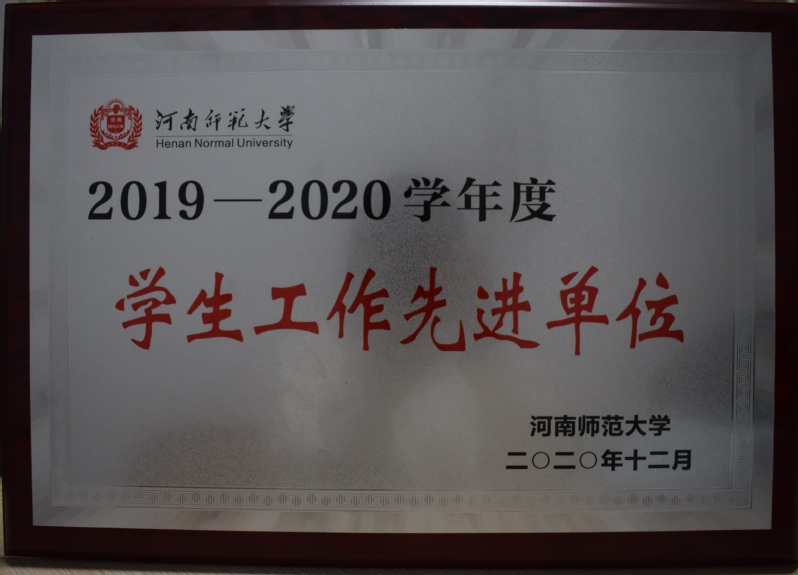 河南师范大学
Henan Normal University
2019—2020学年度
学生工作先进单位
河南师范大学
二〇二〇年十二月